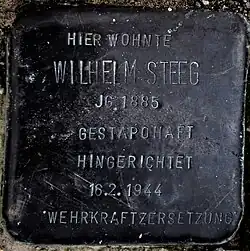 HIER WOHNTE
WILHELM STEEG
JG. 1885
GESTAPOHAFT
HINGERICHTET
16.2.1944
WEHRKRAFTZERSETZUNG